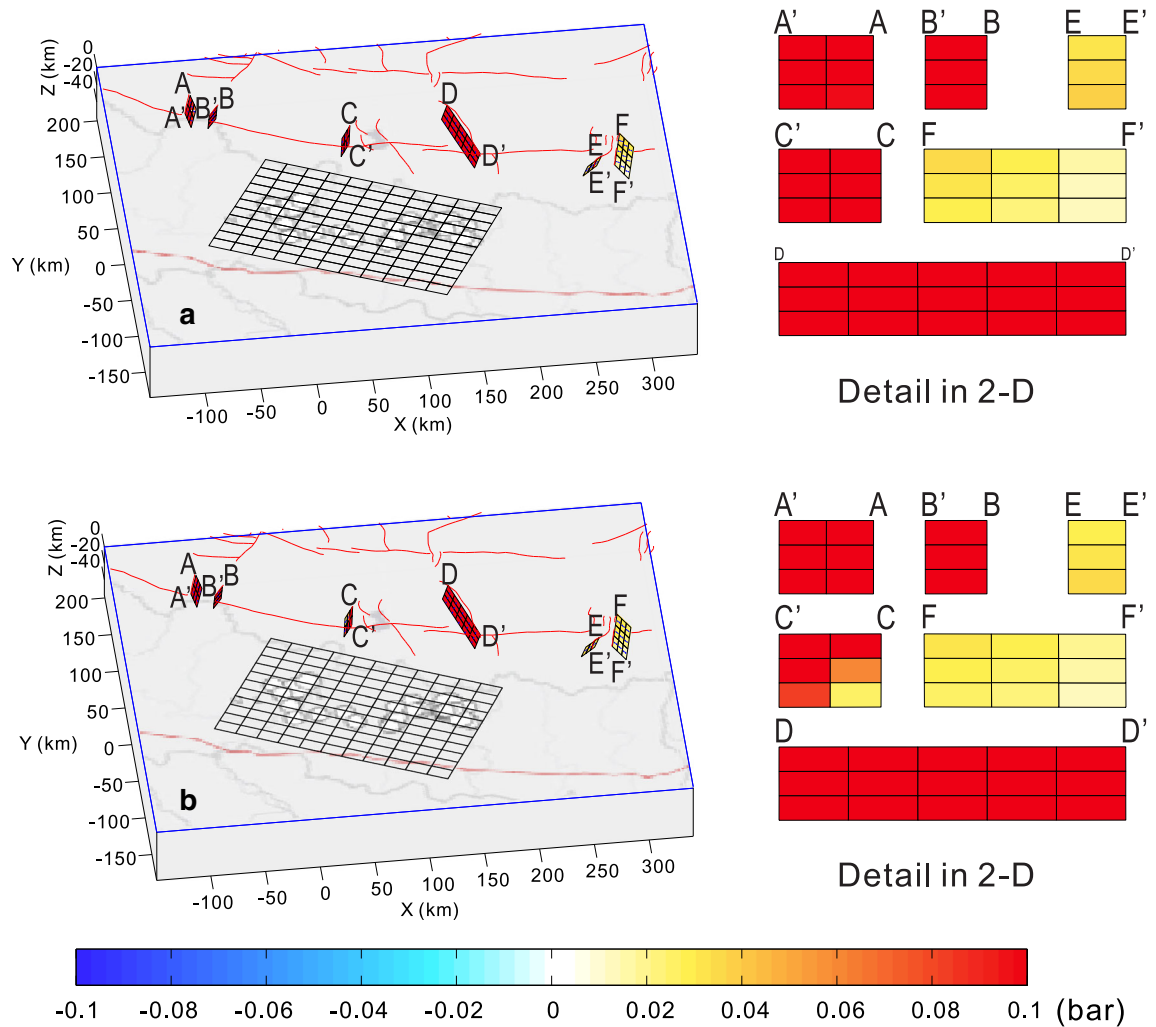 0
-20
-40
Z (km)
200
150
100
50
0
-50
-100
-150
Y (km)
A
A'
B'
B
C
C'
D
D'
E
E'
F
F'
a
-100
-50
0
50
100
150
200
250
300
X (km)
A' A B' B E E'
C' C F F'
D D'
Detail in 2-D
0
-20
-40
Z (km)
200
150
100
50
0
-50
-100
-150
Y (km)
A
A'
B'
B
C
C'
D
D'
E
E'
F
F'
b
-100
-50
0
50
100
150
200
250
300
X (km)
A' A B' B E E'
C' C F F'
D D'
Detail in 2-D
-0.1 -0.08 -0.06 -0.04 -0.02 0 0.02 0.04 0.06 0.08 0.1 (bar)